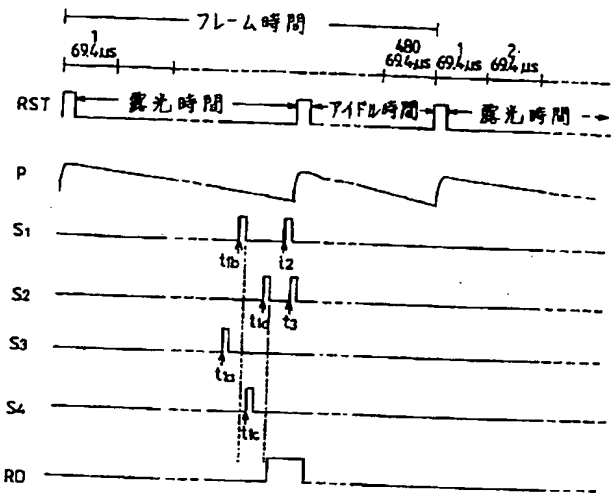 フレーム時間
1 480 1 2
69.4μs 69.4μs 69.4μs 69.4μs
RST 露光時間 アイドル時間 露光時間
P
S1
t1b t2
S2
t1d t3
S3
t1a
S4
t1c
RD